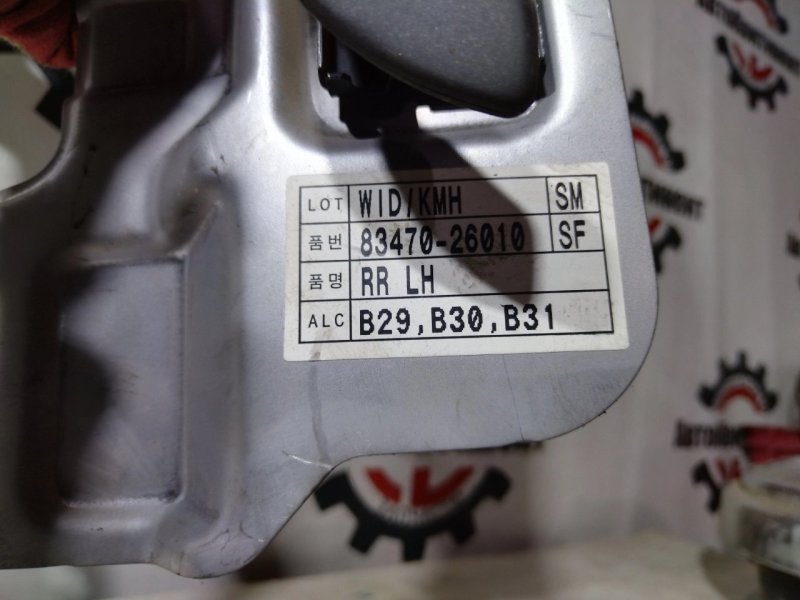 LOT WID/KMH SM
품번 83470-26010 SF
품명 RR LH
ALC B29,B30,B31